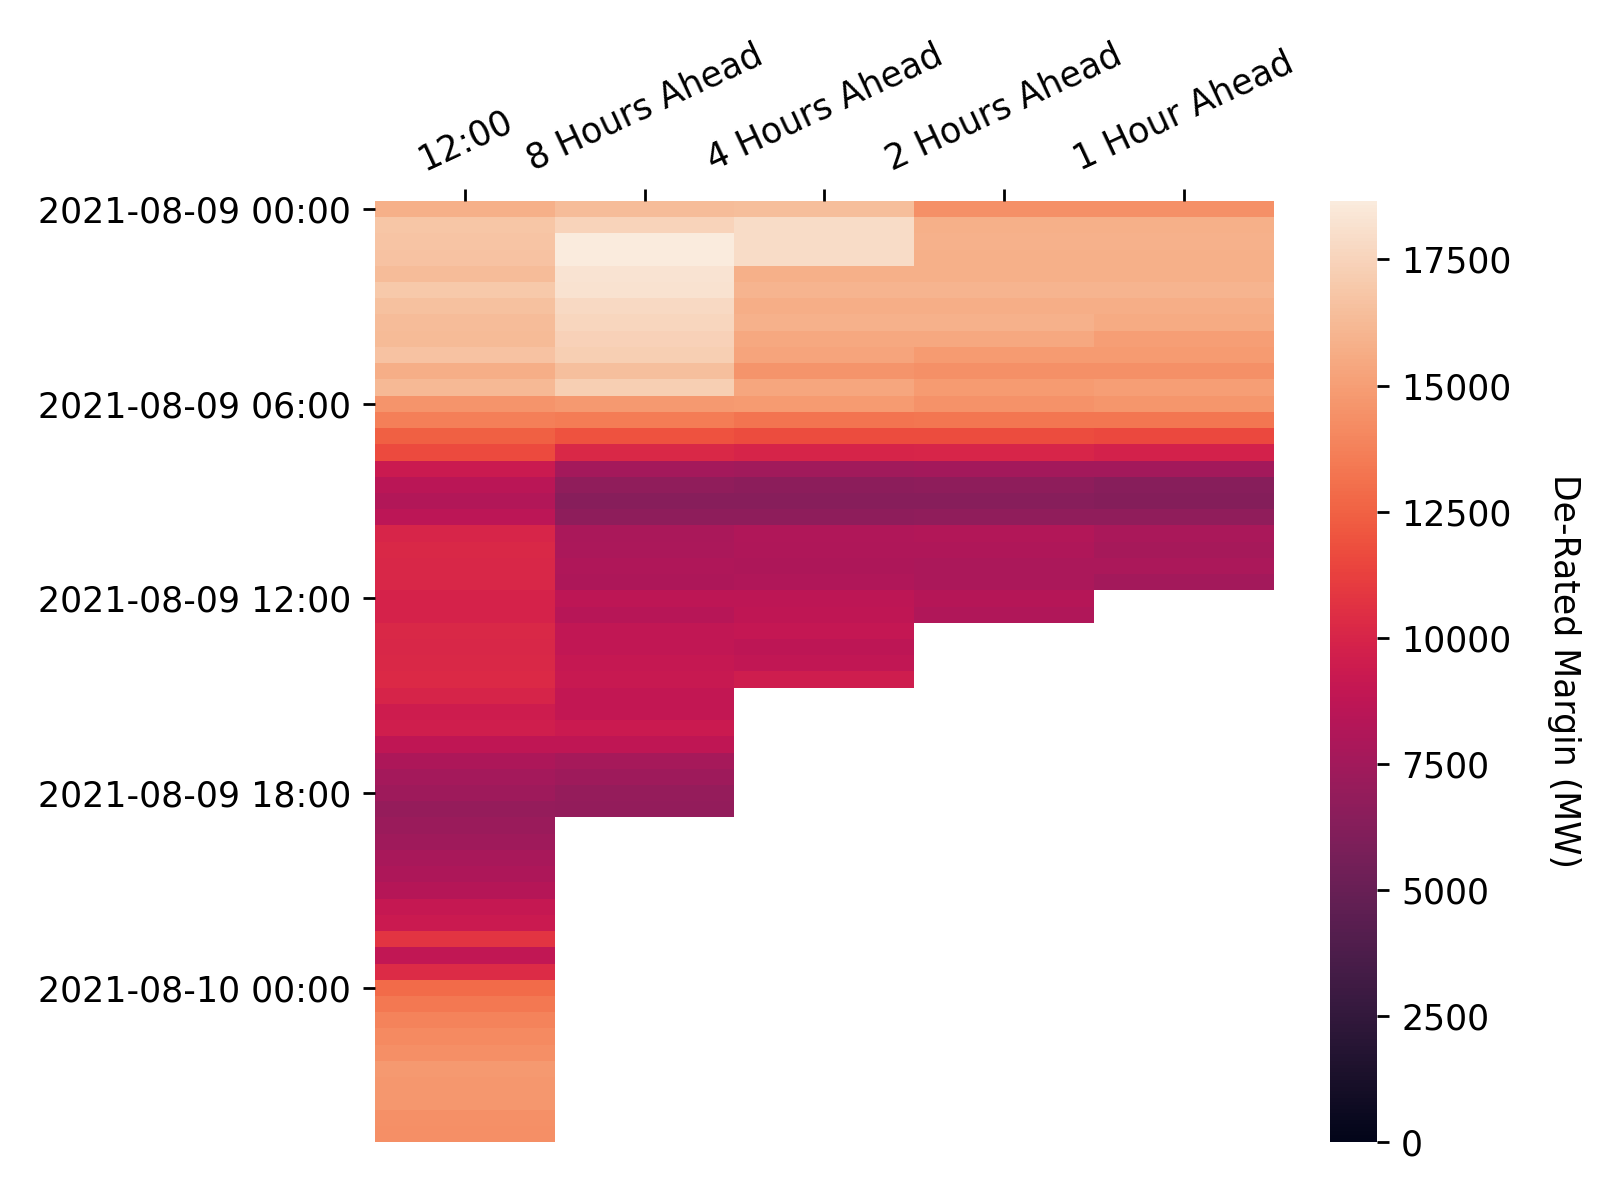 12:00
8 Hours Ahead
4 Hours Ahead
2 Hours Ahead
1 Hour Ahead
2021-08-09 00:00
2021-08-09 06:00
2021-08-09 12:00
2021-08-09 18:00
2021-08-10 00:00
17500
15000
12500
10000
7500
5000
2500
0
De-Rated Margin (MW)